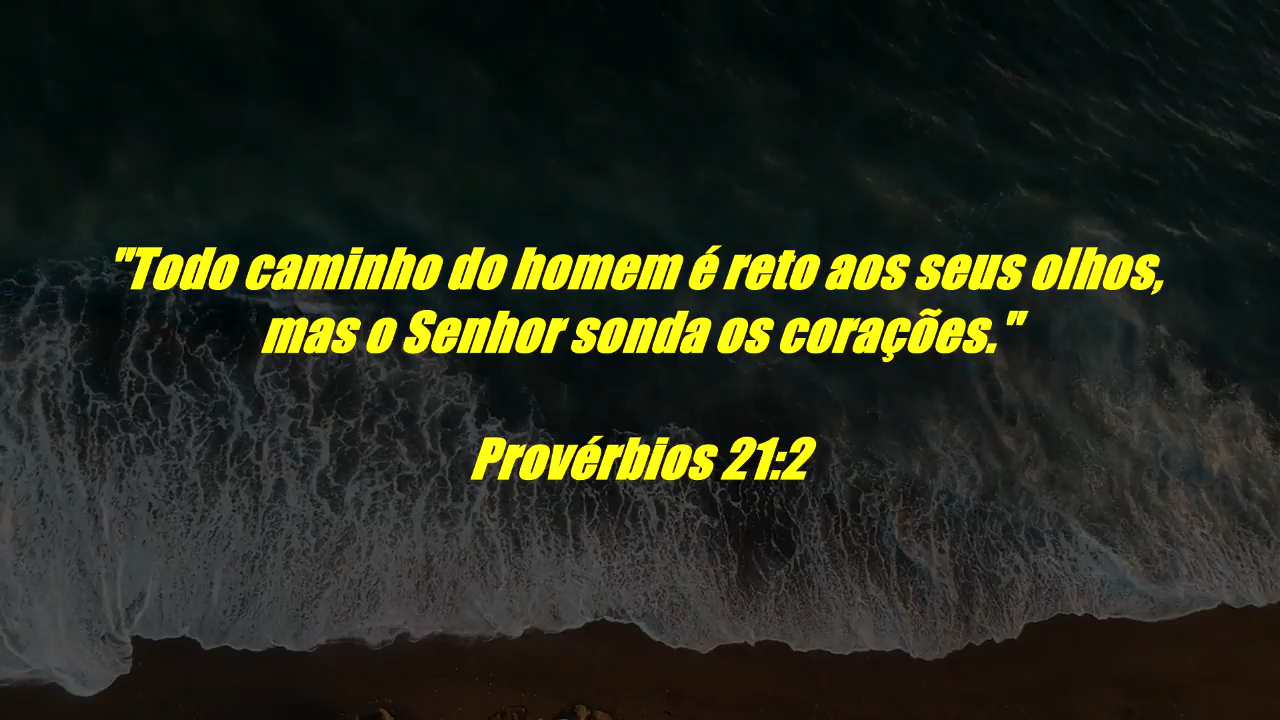 "Todo caminho do homem é reto aos seus olhos,
mas o Senhor sonda os corações."
Provérbios 21:2